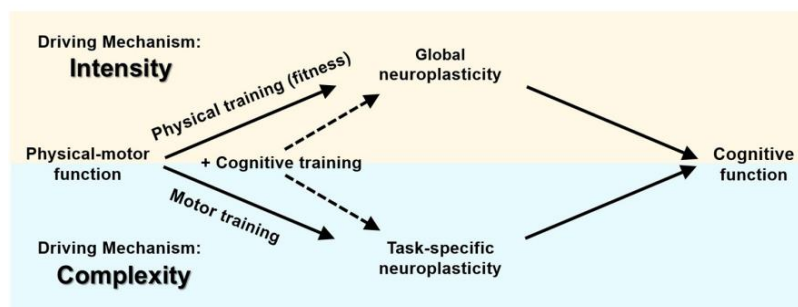 Driving Mechanism:
Intensity
Physical training (fitness)
Global
neuroplasticity
Physical-motor
function
+ Cognitive training
Cognitive
function
Motor training
Driving Mechanism:
Complexity
Task-specific
neuroplasticity